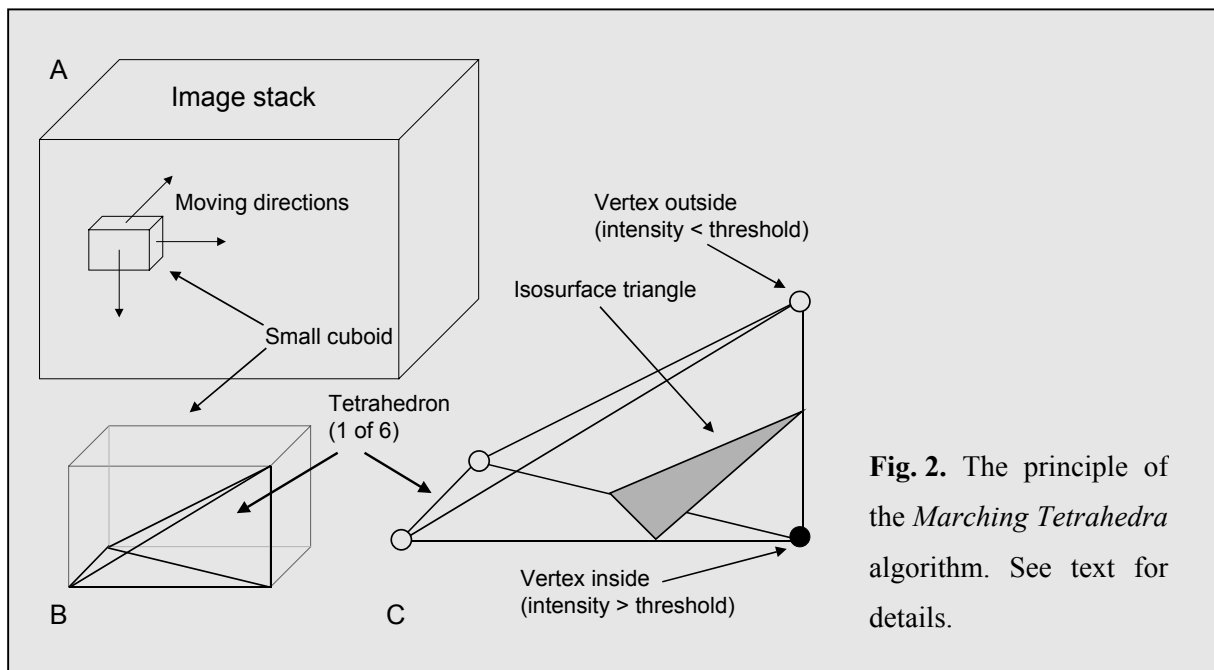 A
Image stack
Moving directions
Small cuboid
Tetrahedron
(1 of 6)
B
Vertex outside
(intensity < threshold)
Isosurface triangle
Vertex inside
(intensity > threshold)
C
Fig. 2. The principle of
the Marching Tetrahedra
algorithm. See text for
details.